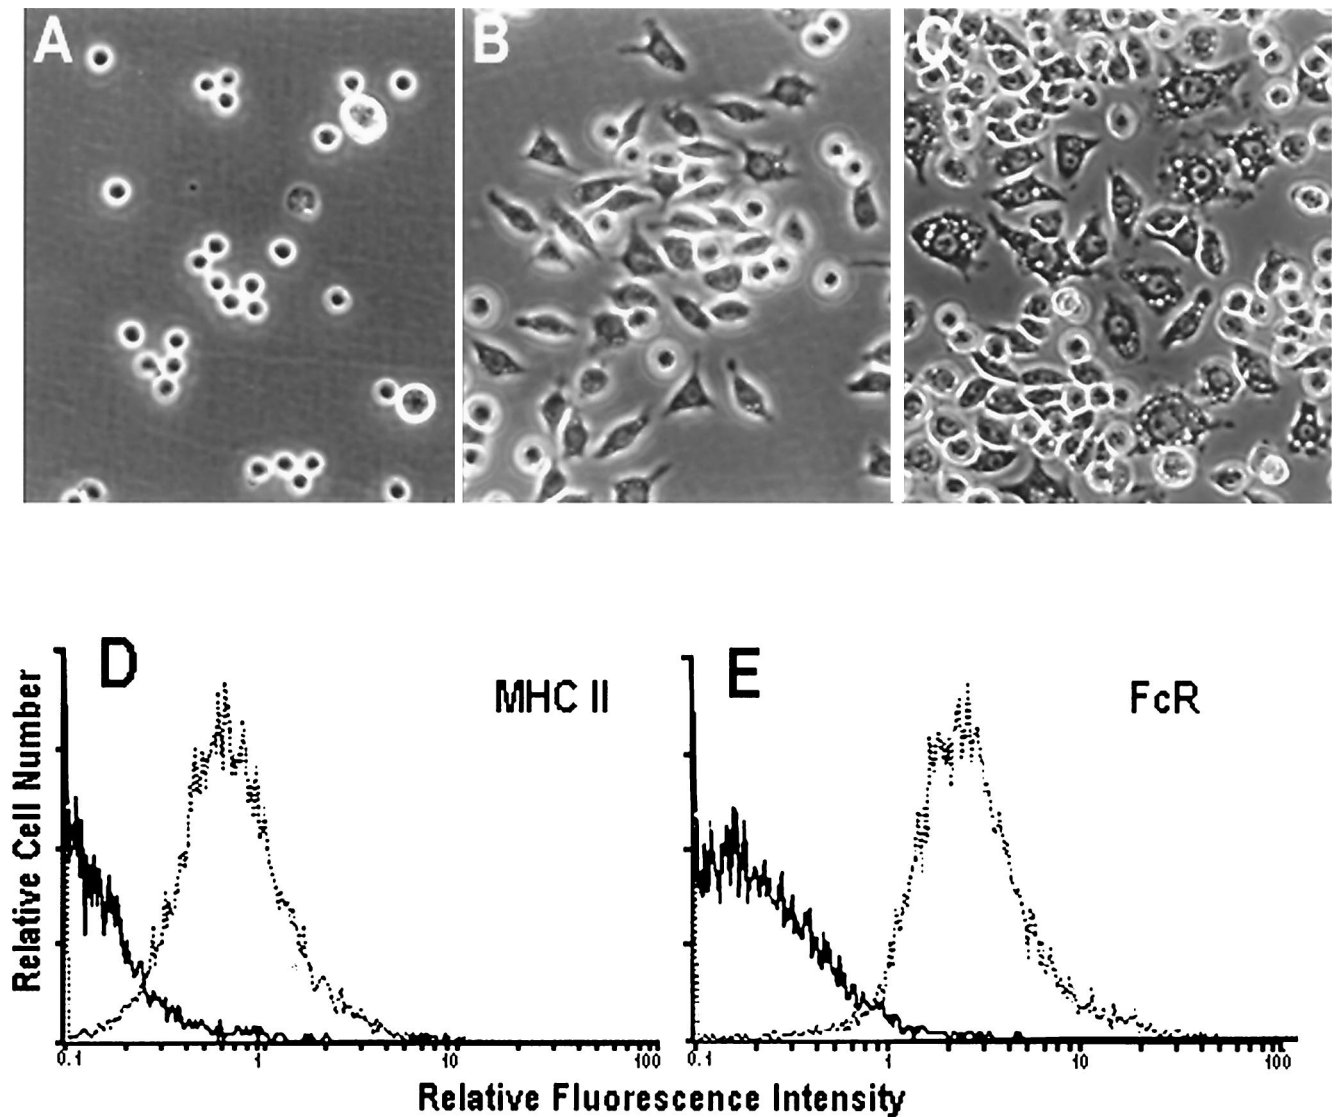 A B C
D MHC II
E FcR
Relative Cell Number
0.1 1 10 100
0.1 1 10 100
Relative Fluorescence Intensity